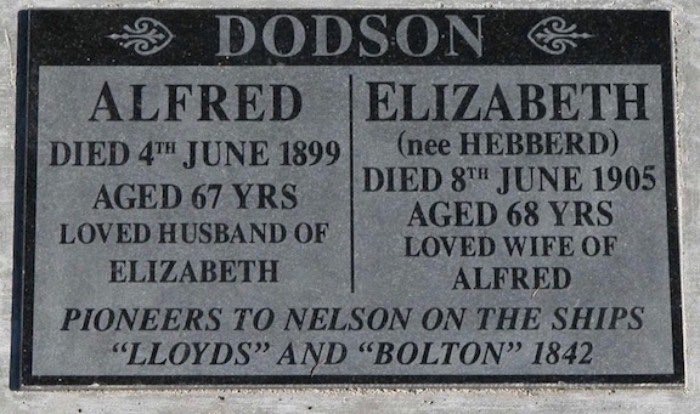 DODSON
ALFRED
DIED 4TH JUNE 1899
AGED 67 YRS
LOVED HUSBAND OF
ELIZABETH
ELIZABETH
(nee HEBBERD)
DIED 8TH JUNE 1905
AGED 68 YRS
LOVED WIFE OF
ALFRED
PIONEERS TO NELSON ON THE SHIPS
“LLOYDS” AND “BOLTON” 1842